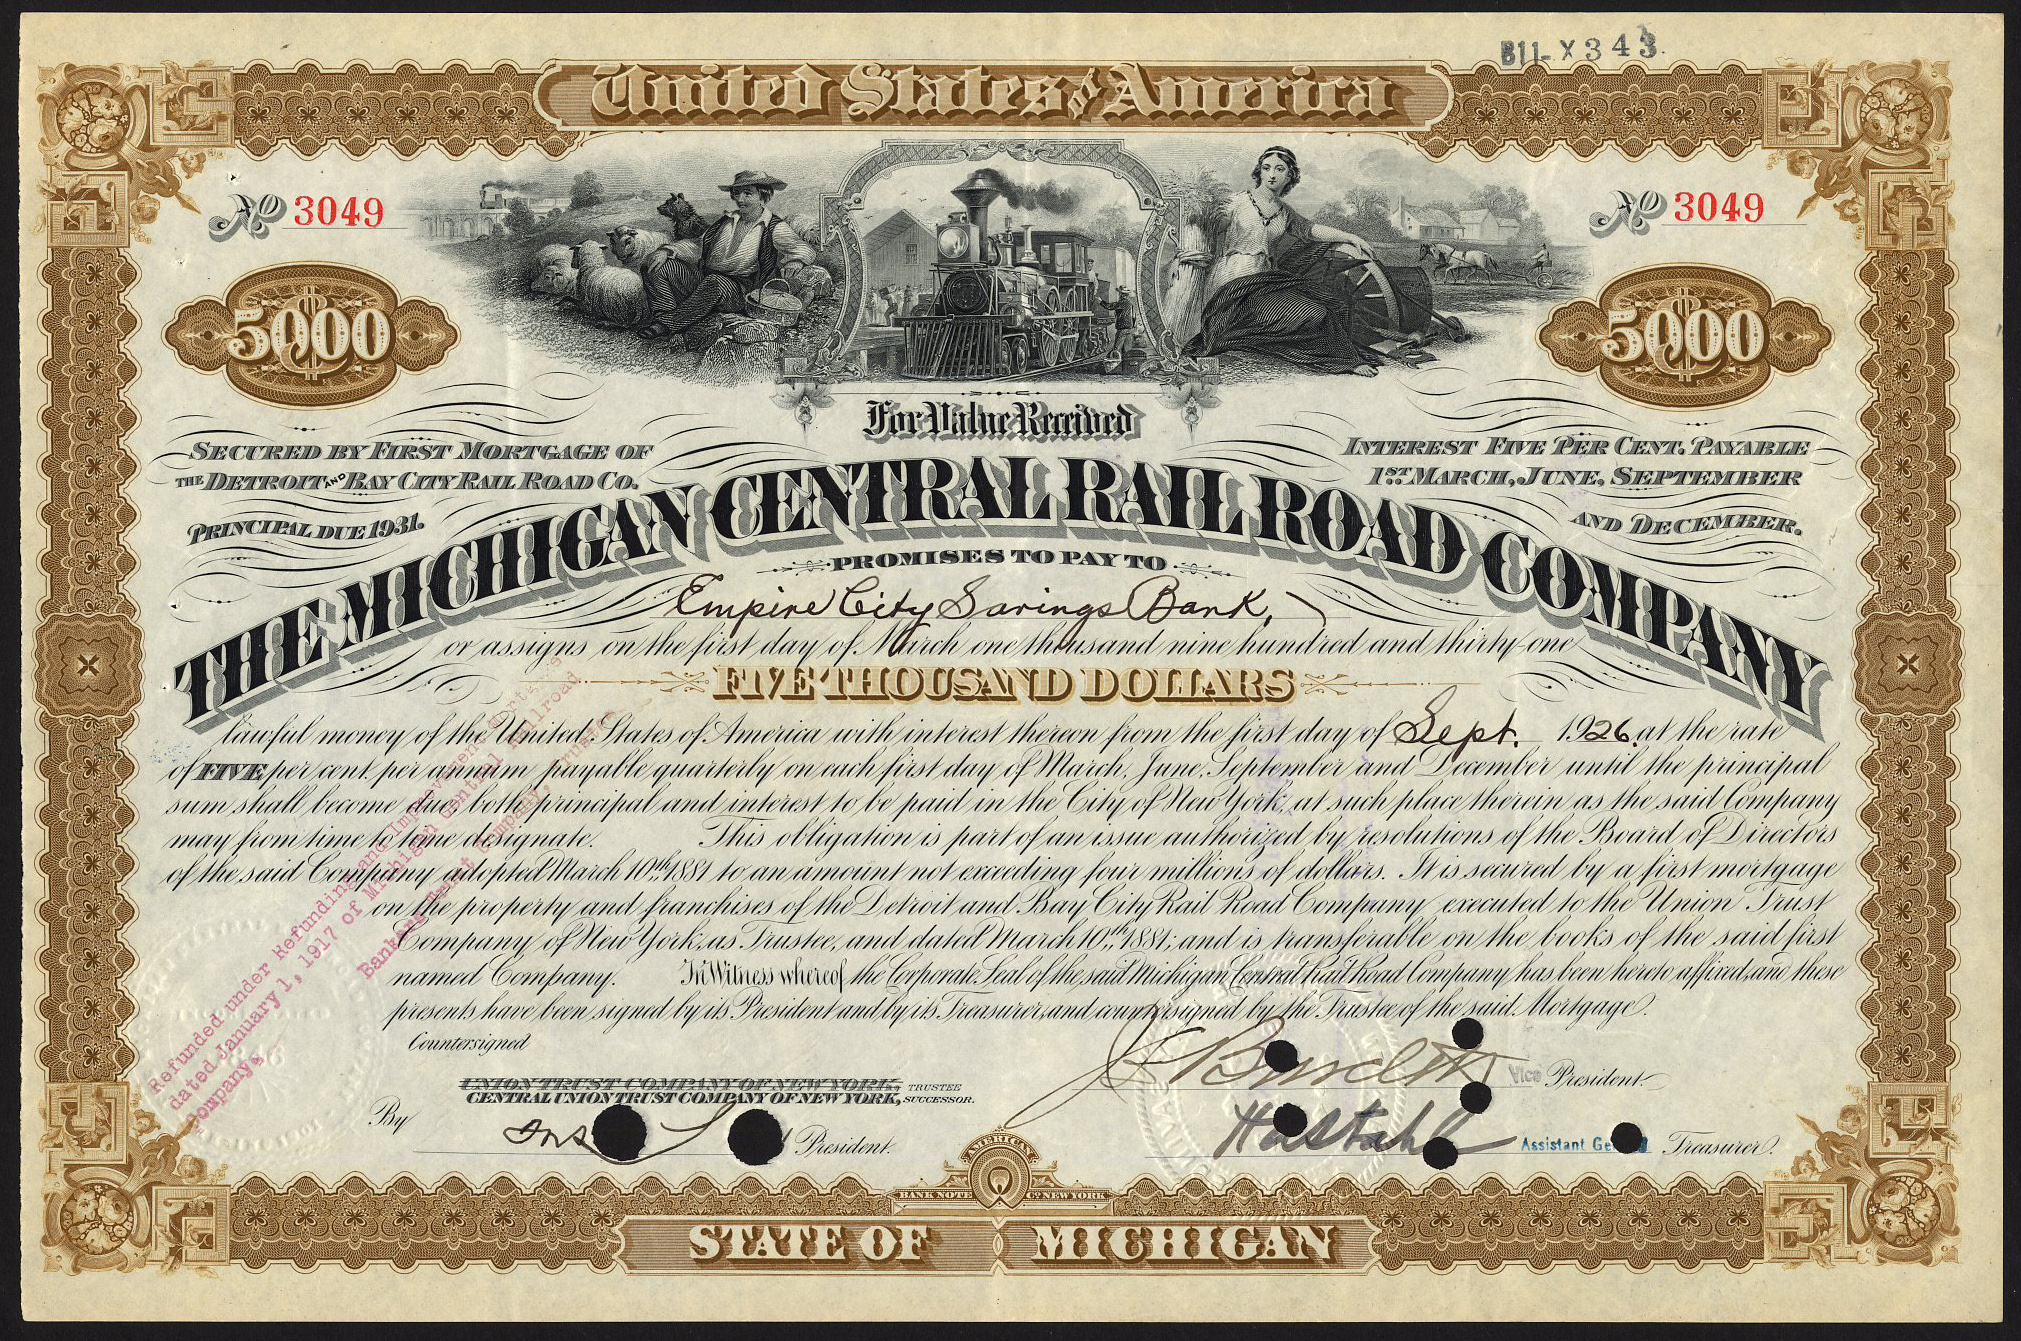 B11-X343
United States of America
No 3049
No 3049
$5000
$5000
For Value Received
SECURED BY FIRST MORTGAGE OF
THE DETROIT AND BAY CITY RAIL ROAD CO.
PRINCIPAL DUE 1931.
INTEREST FIVE PER CENT. PAYABLE
1ST MARCH, JUNE, SEPTEMBER
AND DECEMBER.
THE MICHIGAN CENTRAL RAIL ROAD COMPANY
PROMISES TO PAY TO
Empire City Savings Bank,
or assigns on the first day of March one thousand nine hundred and thirty-one
FIVE THOUSAND DOLLARS
lawful money of the United States of America with interest thereon from the first day of Sept. 1926. at the rate
of FIVE per cent. per annum payable quarterly on each first day of March, June, September and December until the principal
sum shall become due, both principal and interest to be paid in the City of New York, at such place therein as the said Company
may from time to time designate. This obligation is part of an issue authorized by resolutions of the Board of Directors
of the said Company adopted March 10th, 1881 to an amount not exceeding four millions of dollars. It is secured by a first mortgage
on the property and franchises of the Detroit and Bay City Rail Road Company executed to the Union Trust
Company of New York, as Trustee, and dated March 10th, 1881; and is transferable on the books of the said first
named Company. In Witness whereof the Corporate Seal of the said Michigan Central Rail Road Company has been hereto affixed, and these
presents have been signed by its President and by its Treasurer, and countersigned by the Trustee of the said Mortgage.
Refunded under Refunding and Improvement Mortgage
dated January 1, 1917 of Michigan Central Railroad
Company, Bankers Trust Company, Trustee
Countersigned
UNION TRUST COMPANY OF NEW YORK, TRUSTEE
CENTRAL UNION TRUST COMPANY OF NEW YORK, SUCCESSOR.
By
President.
Vice President.
Assistant Treasurer.
AMERICAN
BANK NOTE CO. NEW YORK
STATE OF MICHIGAN